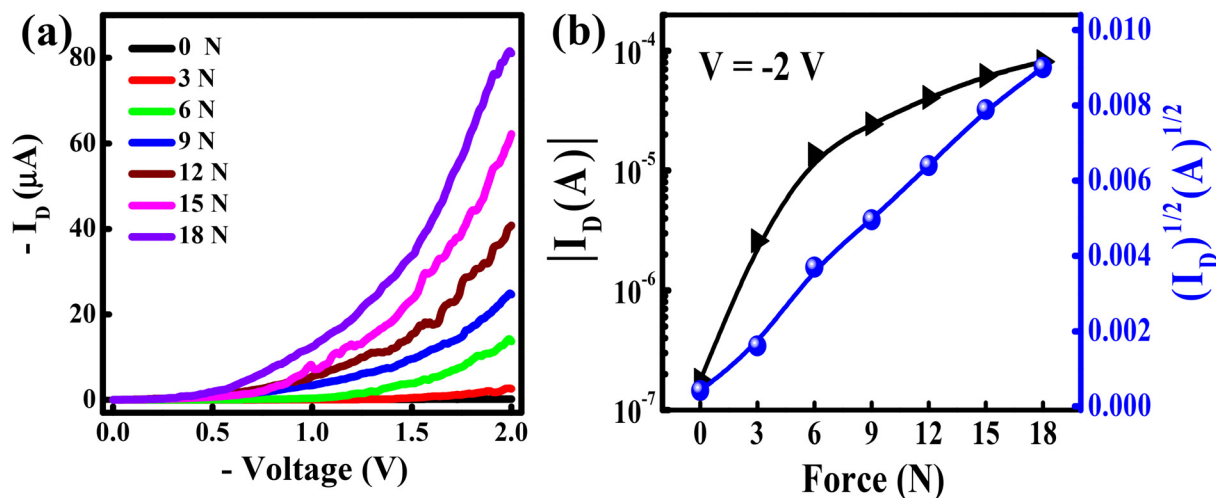 (a)
0 N
3 N
6 N
9 N
12 N
15 N
18 N
80
60
40
20
0
- I_D (µA)
0.0 0.5 1.0 1.5 2.0
- Voltage (V)
(b)
V = -2 V
10^-4
10^-5
10^-6
10^-7
|I_D (A)|
0.010
0.008
0.006
0.004
0.002
0.000
(I_D)^1/2 (A)^1/2
0 3 6 9 12 15 18
Force (N)